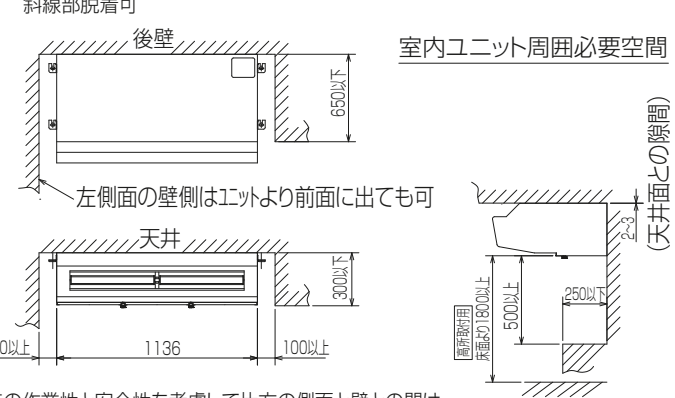 斜線部脱着可
後壁
室内ユニット周囲必要空間
650以下
左側面の壁側はユニットより前面に出ても可
天井
300以下
0以上
1136
100以上
2~3
(天井面との隙間)
高所取付用
床面より1800以上
500以上
250以下
の作業性と安全性を考慮して片方の側面と壁との間は